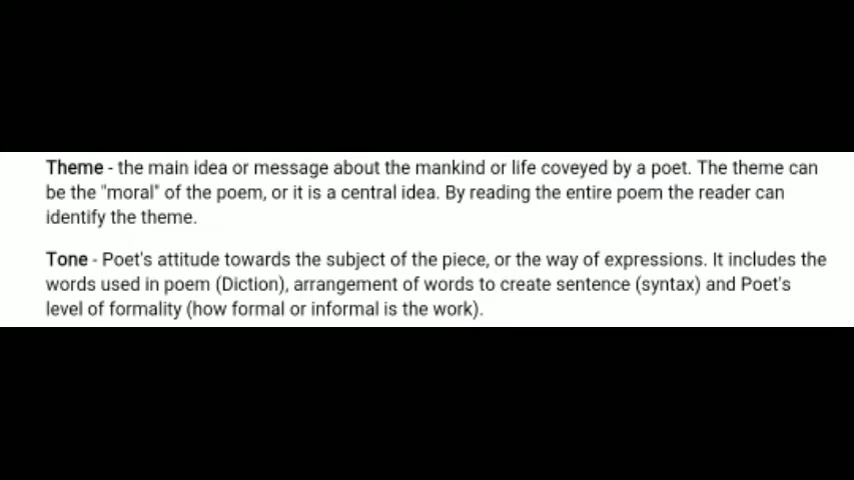 Theme - the main idea or message about the mankind or life coveyed by a poet. The theme can
be the "moral" of the poem, or it is a central idea. By reading the entire poem the reader can
identify the theme.
Tone - Poet's attitude towards the subject of the piece, or the way of expressions. It includes the
words used in poem (Diction), arrangement of words to create sentence (syntax) and Poet's
level of formality (how formal or informal is the work).